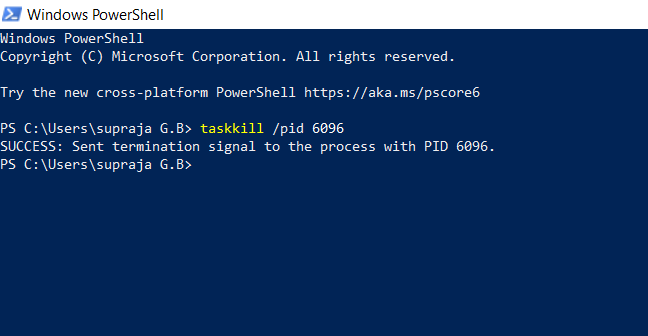 Windows PowerShell
Windows PowerShell
Copyright (C) Microsoft Corporation. All rights reserved.
Try the new cross-platform PowerShell https://aka.ms/pscore6
PS C:\Users\supraja G.B> taskkill /pid 6096
SUCCESS: Sent termination signal to the process with PID 6096.
PS C:\Users\supraja G.B>